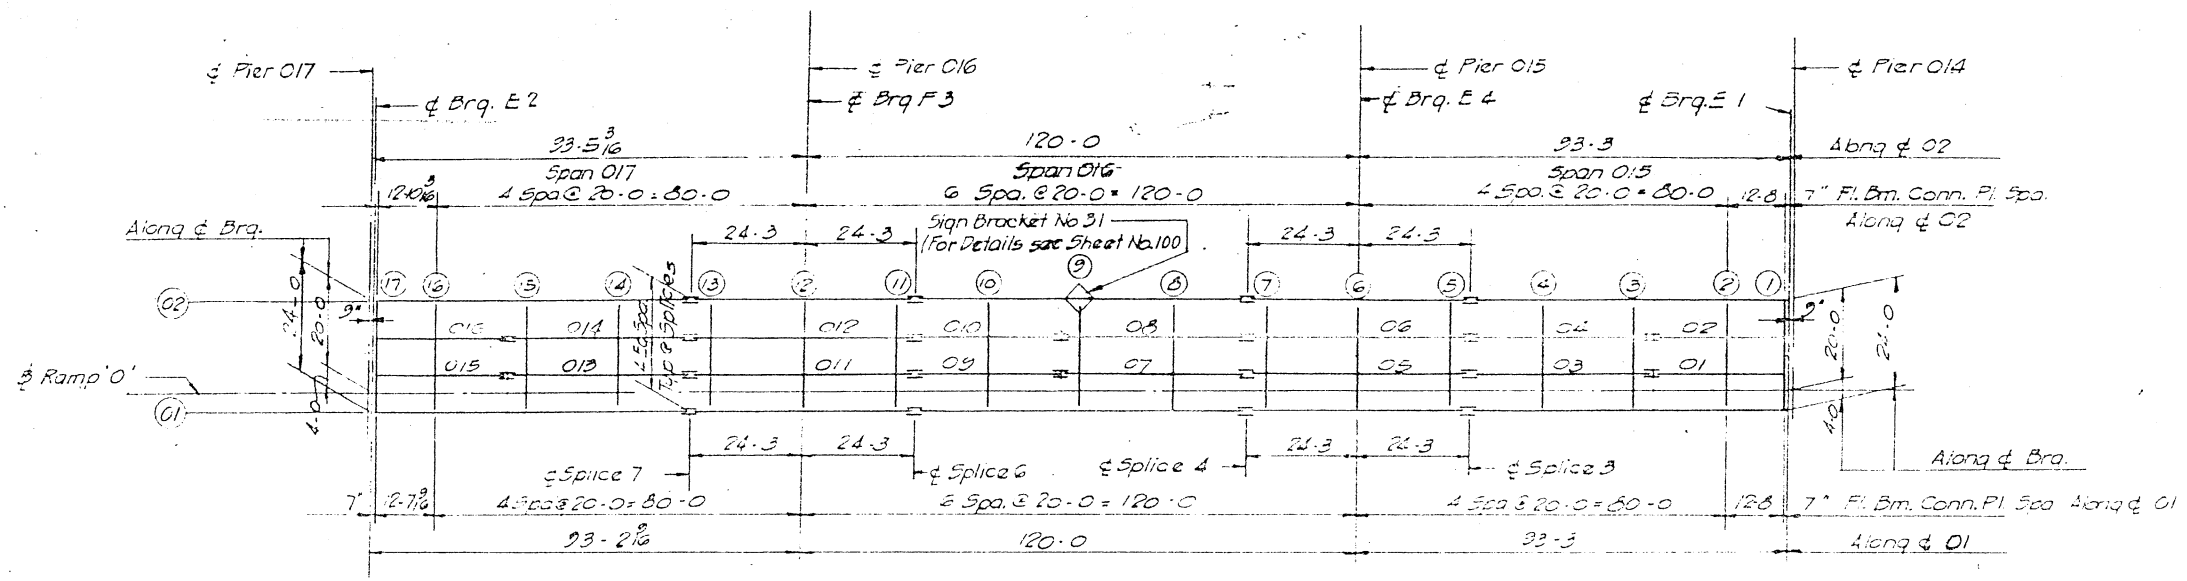 ℄ Pier 017
℄ Pier 016
℄ Pier 015
℄ Pier 014
℄ Brg. E 2
℄ Brg F 3
℄ Brg. E 4
℄ Brg. E 1
93-5 3/16
120-0
93-3
Along ℄ 02
Span 017
Span 016
Span 015
12-10 3/16
4 Spa @ 20-0 = 80-0
6 Spa. @ 20-0 = 120-0
4 Spa. @ 20-0 = 80-0
12-8
7" Fl. Bm. Conn. Pl. Spa.
Along ℄ 02
Along ℄ Brg.
24-3
24-3
Sign Bracket No 31
(For Details see Sheet No. 100)
24-3
24-3
17
16
15
14
13
12
11
10
9
8
7
6
5
4
3
2
1
02
24-0
20-0
9"
4 Spa.
Typ @ Splices
9"
20-0
24-0
016
014
012
010
08
06
04
02
015
013
011
09
07
05
03
01
Ramp 'O'
01
4-0
4-0
24-3
24-3
24-3
24-3
℄ Splice 7
℄ Splice 6
℄ Splice 4
℄ Splice 3
Along ℄ Brg.
7"
12-7 9/16
4 Spa @ 20-0 = 80-0
6 Spa. @ 20-0 = 120-0
4 Spa @ 20-0 = 80-0
12-8
7" Fl. Bm. Conn. Pl. Spa Along ℄ 01
93-2 9/16
120-0
93-3
Along ℄ 01